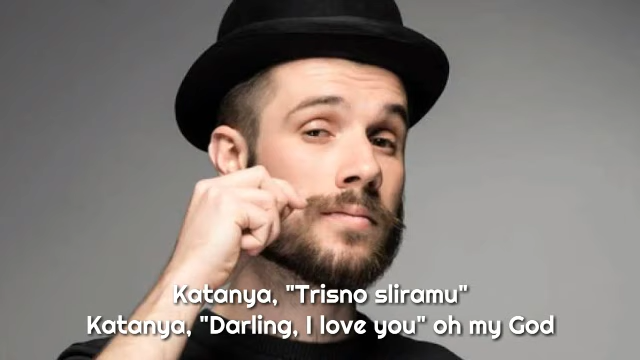 Katanya, "Trisno sliramu"
Katanya, "Darling, I love you" oh my God